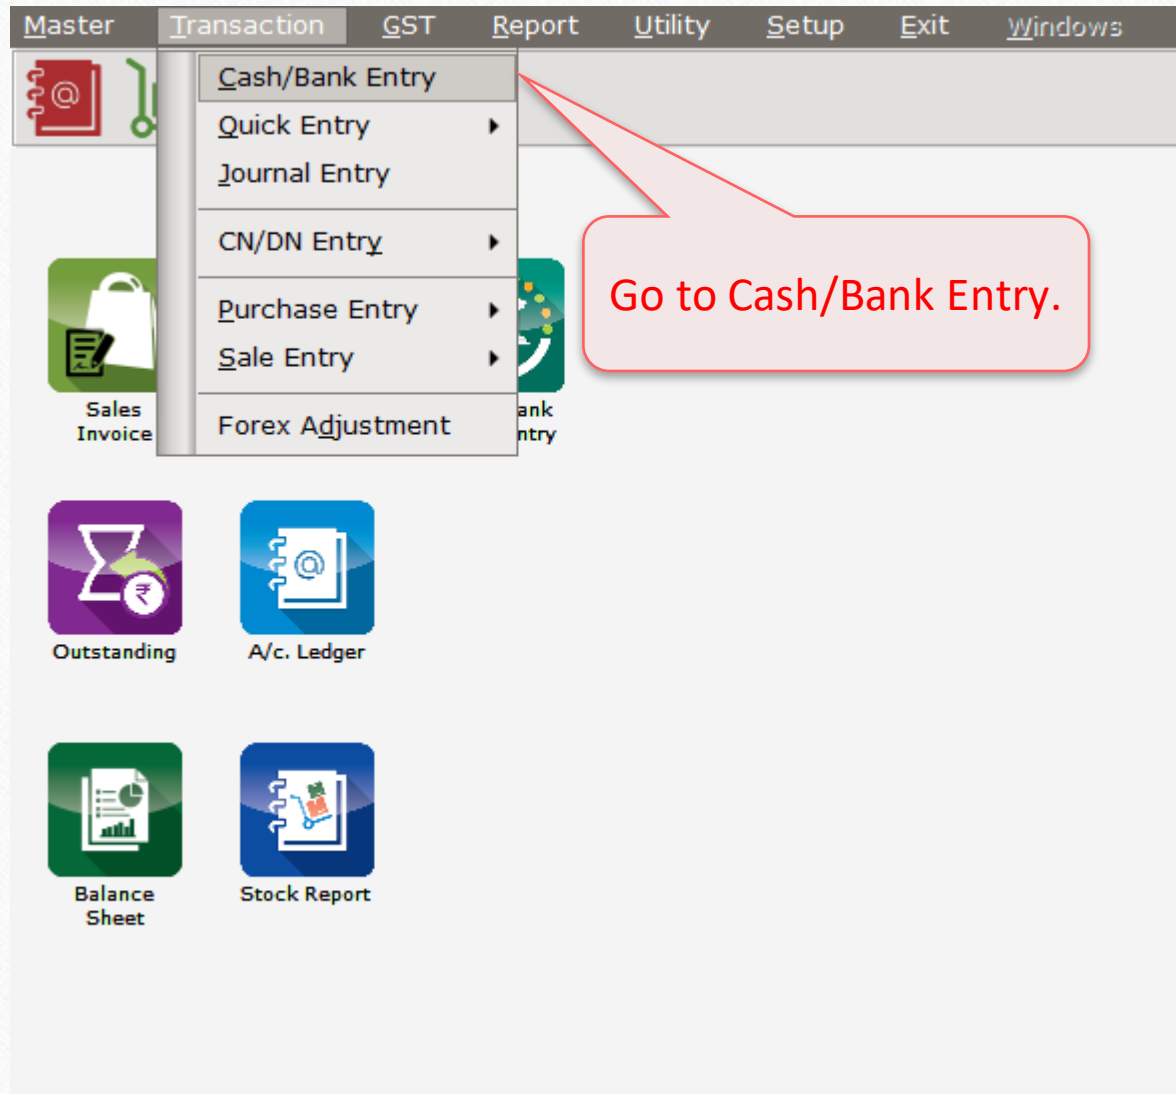 Master Transaction GST Report Utility Setup Exit Windows
Cash/Bank Entry
Quick Entry
Journal Entry
CN/DN Entry
Purchase Entry
Sale Entry
Forex Adjustment
Go to Cash/Bank Entry.
Sales
Invoice
ank
ntry
Outstanding
A/c. Ledger
Balance
Sheet
Stock Report